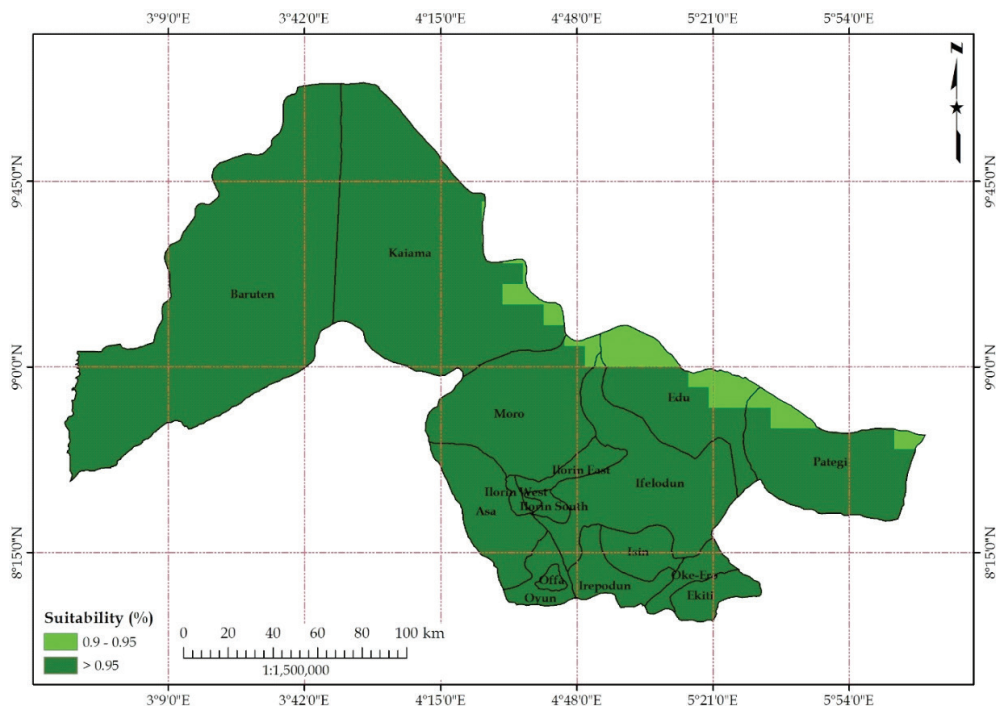 3°9'0"E 3°42'0"E 4°15'0"E 4°48'0"E 5°21'0"E 5°54'0"E
N
9°45'0"N 9°45'0"N
Kaiama
Baruten
9°0'0"N 9°0'0"N
Edu
Moro
Pategi
Ilorin East
Ifelodun
Ilorin West
Ilorin South
Asa
8°15'0"N 8°15'0"N
Isin
Oke-Ero
Offa
Irepodun
Ekiti
Oyun
Suitability (%)
0.9 - 0.95
> 0.95
0 20 40 60 80 100 km
1:1,500,000
3°9'0"E 3°42'0"E 4°15'0"E 4°48'0"E 5°21'0"E 5°54'0"E